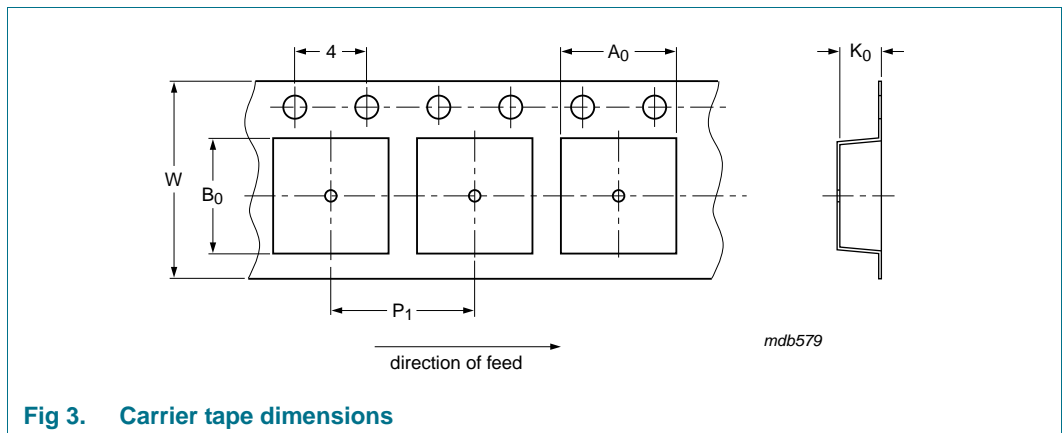 4
A0
K0
W
B0
P1
direction of feed
mdb579
Fig 3. Carrier tape dimensions